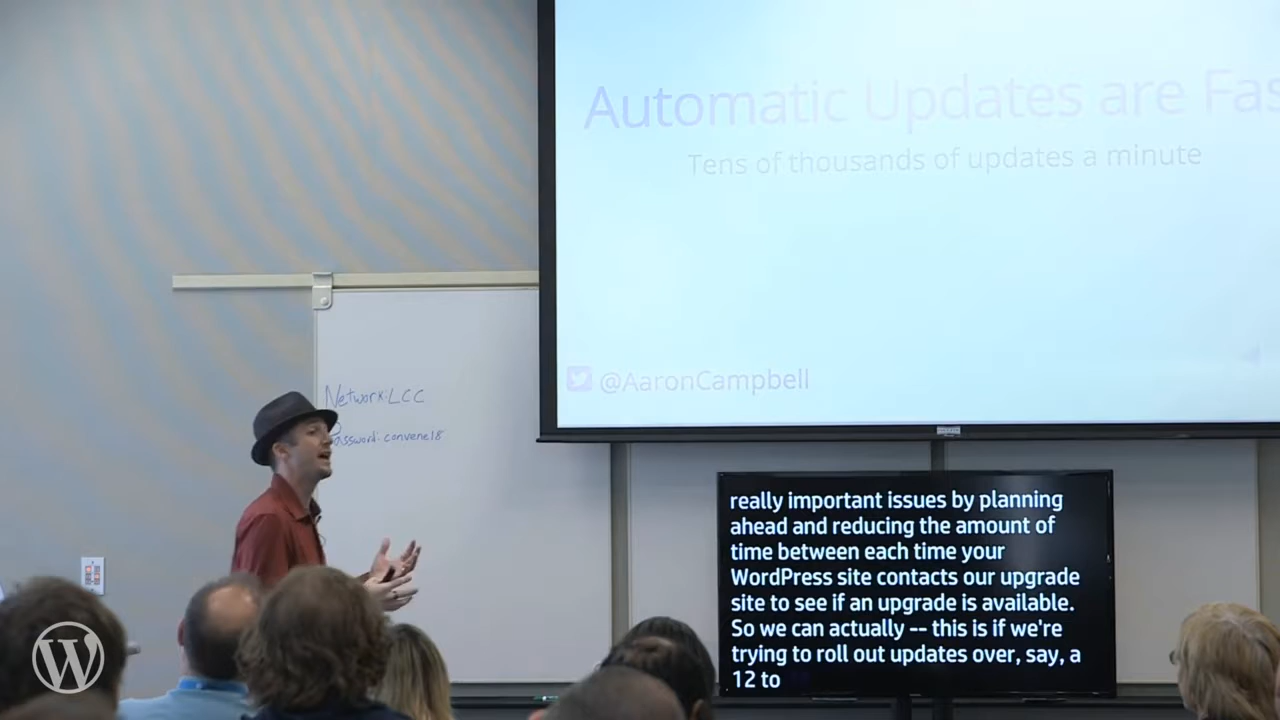 Automatic Updates are Fas
Tens of thousands of updates a minute
@AaronCampbell
Network: LCC
Password: convene18
really important issues by planning
ahead and reducing the amount of
time between each time your
WordPress site contacts our upgrade
site to see if an upgrade is available.
So we can actually -- this is if we're
trying to roll out updates over, say, a
12 to
W